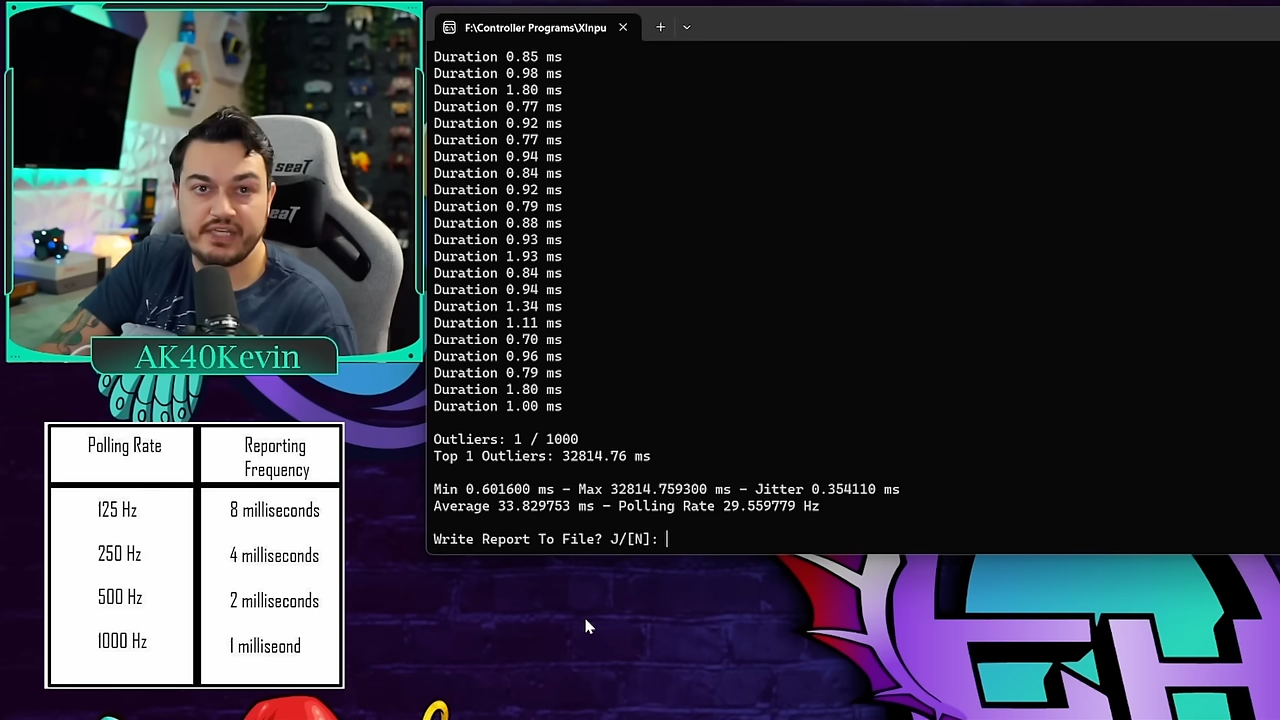 F:\Controller Programs\XInpu
Duration 0.85 ms
Duration 0.98 ms
Duration 1.80 ms
Duration 0.77 ms
Duration 0.92 ms
Duration 0.77 ms
Duration 0.94 ms
Duration 0.84 ms
Duration 0.92 ms
Duration 0.79 ms
Duration 0.88 ms
Duration 0.93 ms
Duration 1.93 ms
Duration 0.84 ms
Duration 0.94 ms
Duration 1.34 ms
Duration 1.11 ms
Duration 0.70 ms
Duration 0.96 ms
Duration 0.79 ms
Duration 1.80 ms
Duration 1.00 ms
Outliers: 1 / 1000
Top 1 Outliers: 32814.76 ms
Min 0.601600 ms - Max 32814.759300 ms - Jitter 0.354110 ms
Average 33.829753 ms - Polling Rate 29.559779 Hz
Write Report To File? J/[N]:
seaT
eaT
AK40Kevin
Polling Rate
Reporting
Frequency
125 Hz 8 milliseconds
250 Hz 4 milliseconds
500 Hz 2 milliseconds
1000 Hz 1 milliseond